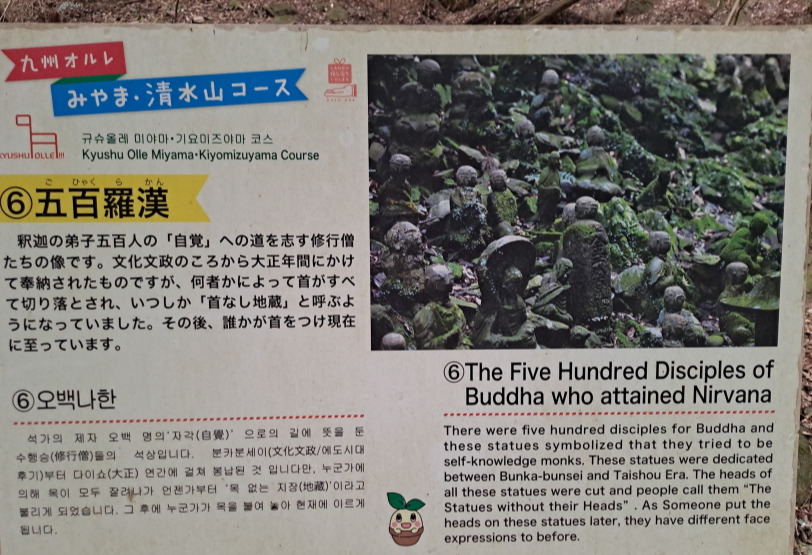 九州オルレ
みやま・清水山コース
KYUSHU OLLE
규슈올레 미야마・기요미즈야마 코스
Kyushu Olle Miyama・Kiyomizuyama Course
ご ひゃく ら かん
⑥五百羅漢
釈迦の弟子五百人の「自覚」への道を志す修行僧
たちの像です。文化文政のころから大正年間にかけ
て奉納されたものですが、何者かによって首がすべ
て切り落とされ、いつしか「首なし地蔵」と呼ぶよ
うになっていました。その後、誰かが首をつけ現在
に至っています。
⑥오백나한
석가의 제자 오백 명의'자각(自覺)' 으로의 길에 뜻을 둔
수행승(修行僧)들의 석상입니다. 분카분세이(文化文政/에도시대
후기)부터 다이쇼(大正) 연간에 걸쳐 봉납된 것 입니다만, 누군가에
의해 목이 모두 잘려나가 언젠가부터 '목 없는 지장(地蔵)'이라고
불리게 되었습니다. 그 후에 누군가가 목을 붙여 놓아 현재에 이르게
됩니다.
⑥The Five Hundred Disciples of
Buddha who attained Nirvana
There were five hundred disciples for Buddha and
these statues symbolized that they tried to be
self-knowledge monks. These statues were dedicated
between Bunka-bunsei and Taishou Era. The heads of
all these statues were cut and people call them “The
Statues without their Heads” . As Someone put the
heads on these statues later, they have different face
expressions to before.